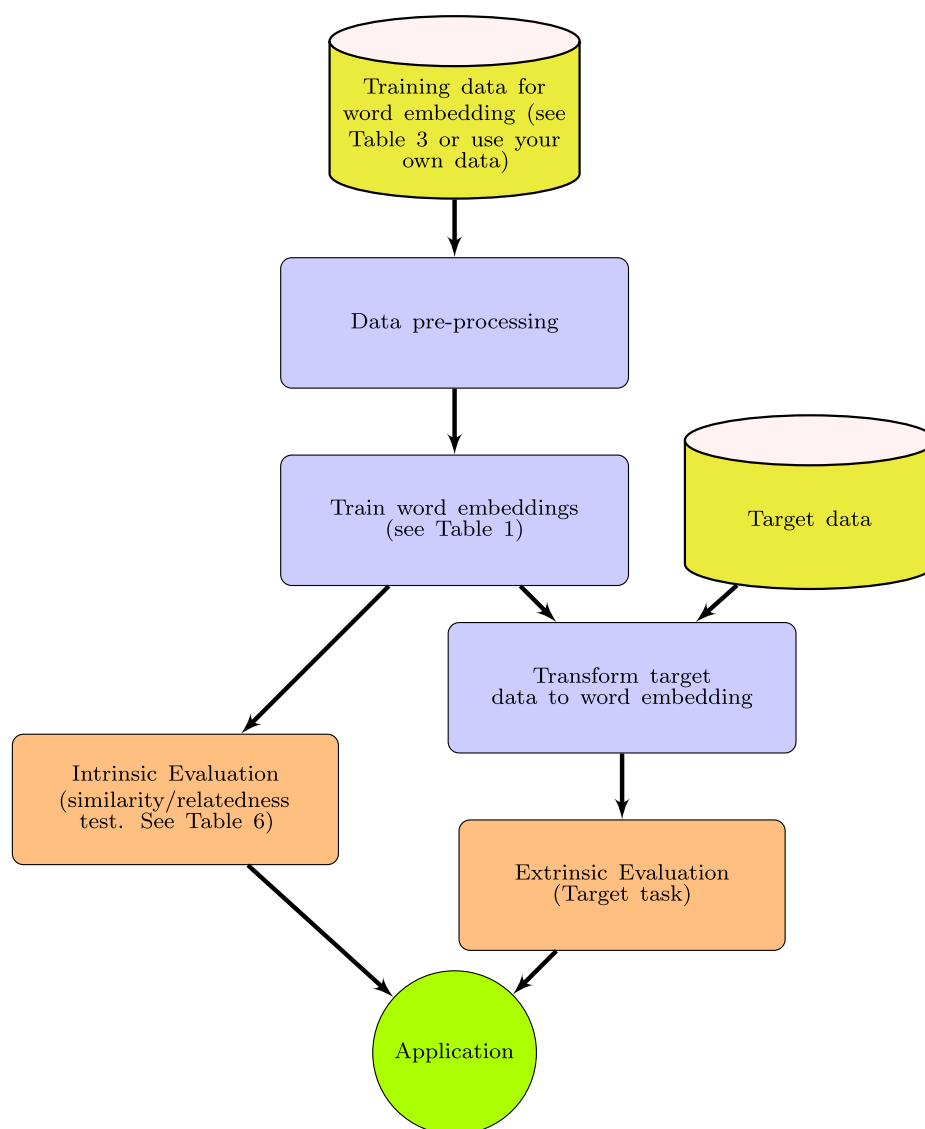 Training data for
word embedding (see
Table 3 or use your
own data)
Data pre-processing
Train word embeddings
(see Table 1)
Target data
Transform target
data to word embedding
Intrinsic Evaluation
(similarity/relatedness
test. See Table 6)
Extrinsic Evaluation
(Target task)
Application